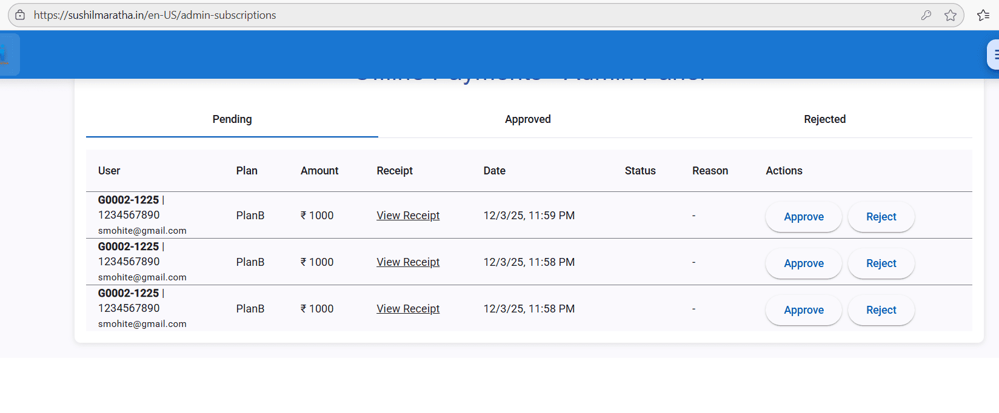 https://sushilmaratha.in/en-US/admin-subscriptions
Pending Approved Rejected
User Plan Amount Receipt Date Status Reason Actions
G0002-1225 |
1234567890 PlanB ₹ 1000 View Receipt 12/3/25, 11:59 PM - Approve Reject
smohite@gmail.com
G0002-1225 |
1234567890 PlanB ₹ 1000 View Receipt 12/3/25, 11:58 PM - Approve Reject
smohite@gmail.com
G0002-1225 |
1234567890 PlanB ₹ 1000 View Receipt 12/3/25, 11:58 PM - Approve Reject
smohite@gmail.com